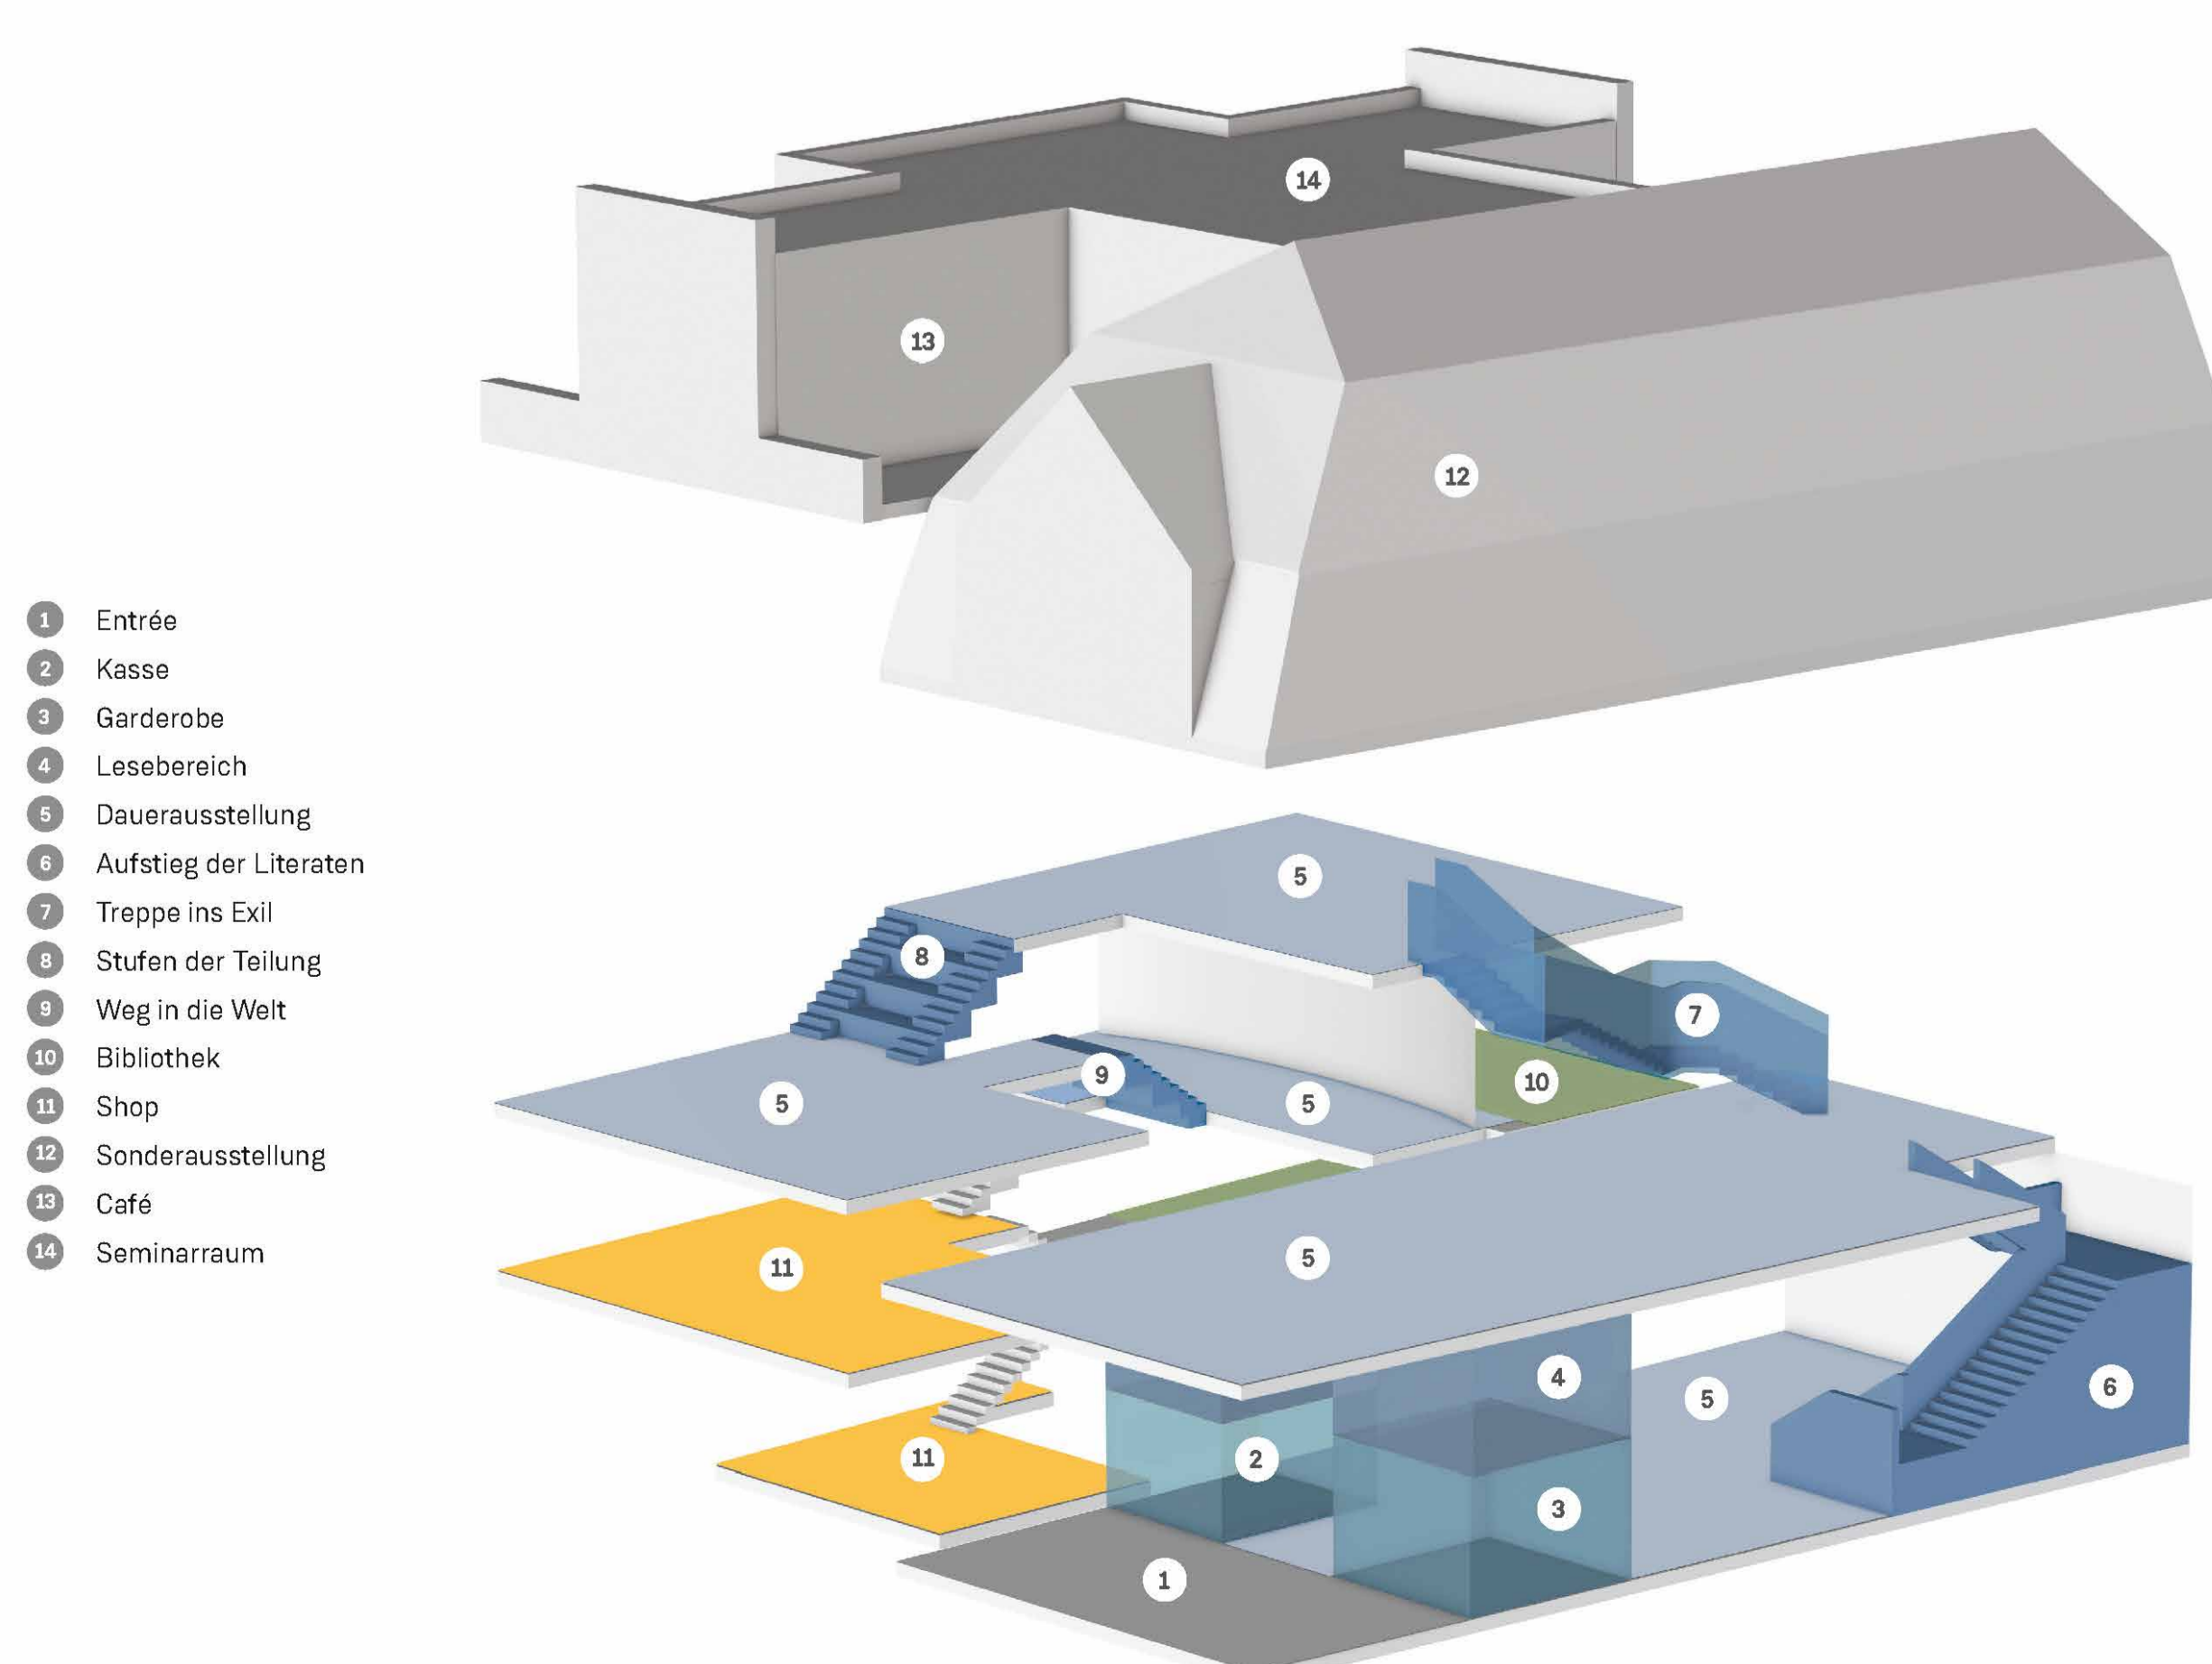 14
13
12
1 Entrée
2 Kasse
3 Garderobe
4 Lesebereich
5 Dauerausstellung
6 Aufstieg der Literaten
7 Treppe ins Exil
8 Stufen der Teilung
9 Weg in die Welt
10 Bibliothek
11 Shop
12 Sonderausstellung
13 Café
14 Seminarraum
5
8
7
9
10
5
5
5
11
4
5
6
11
2
3
1